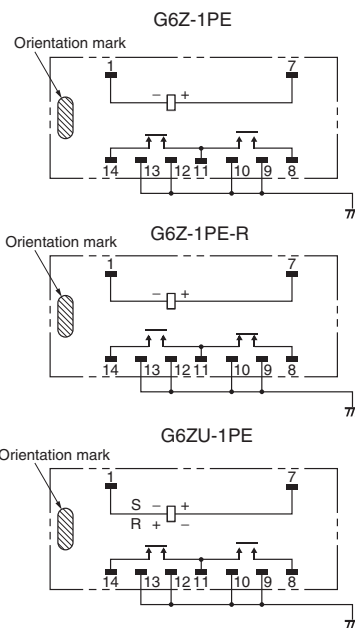 G6Z-1PE
Orientation mark
1 7
− +
14 13 12 11 10 9 8
G6Z-1PE-R
Orientation mark
1 7
− +
14 13 12 11 10 9 8
G6ZU-1PE
Orientation mark
1 7
S − +
R + −
14 13 12 11 10 9 8